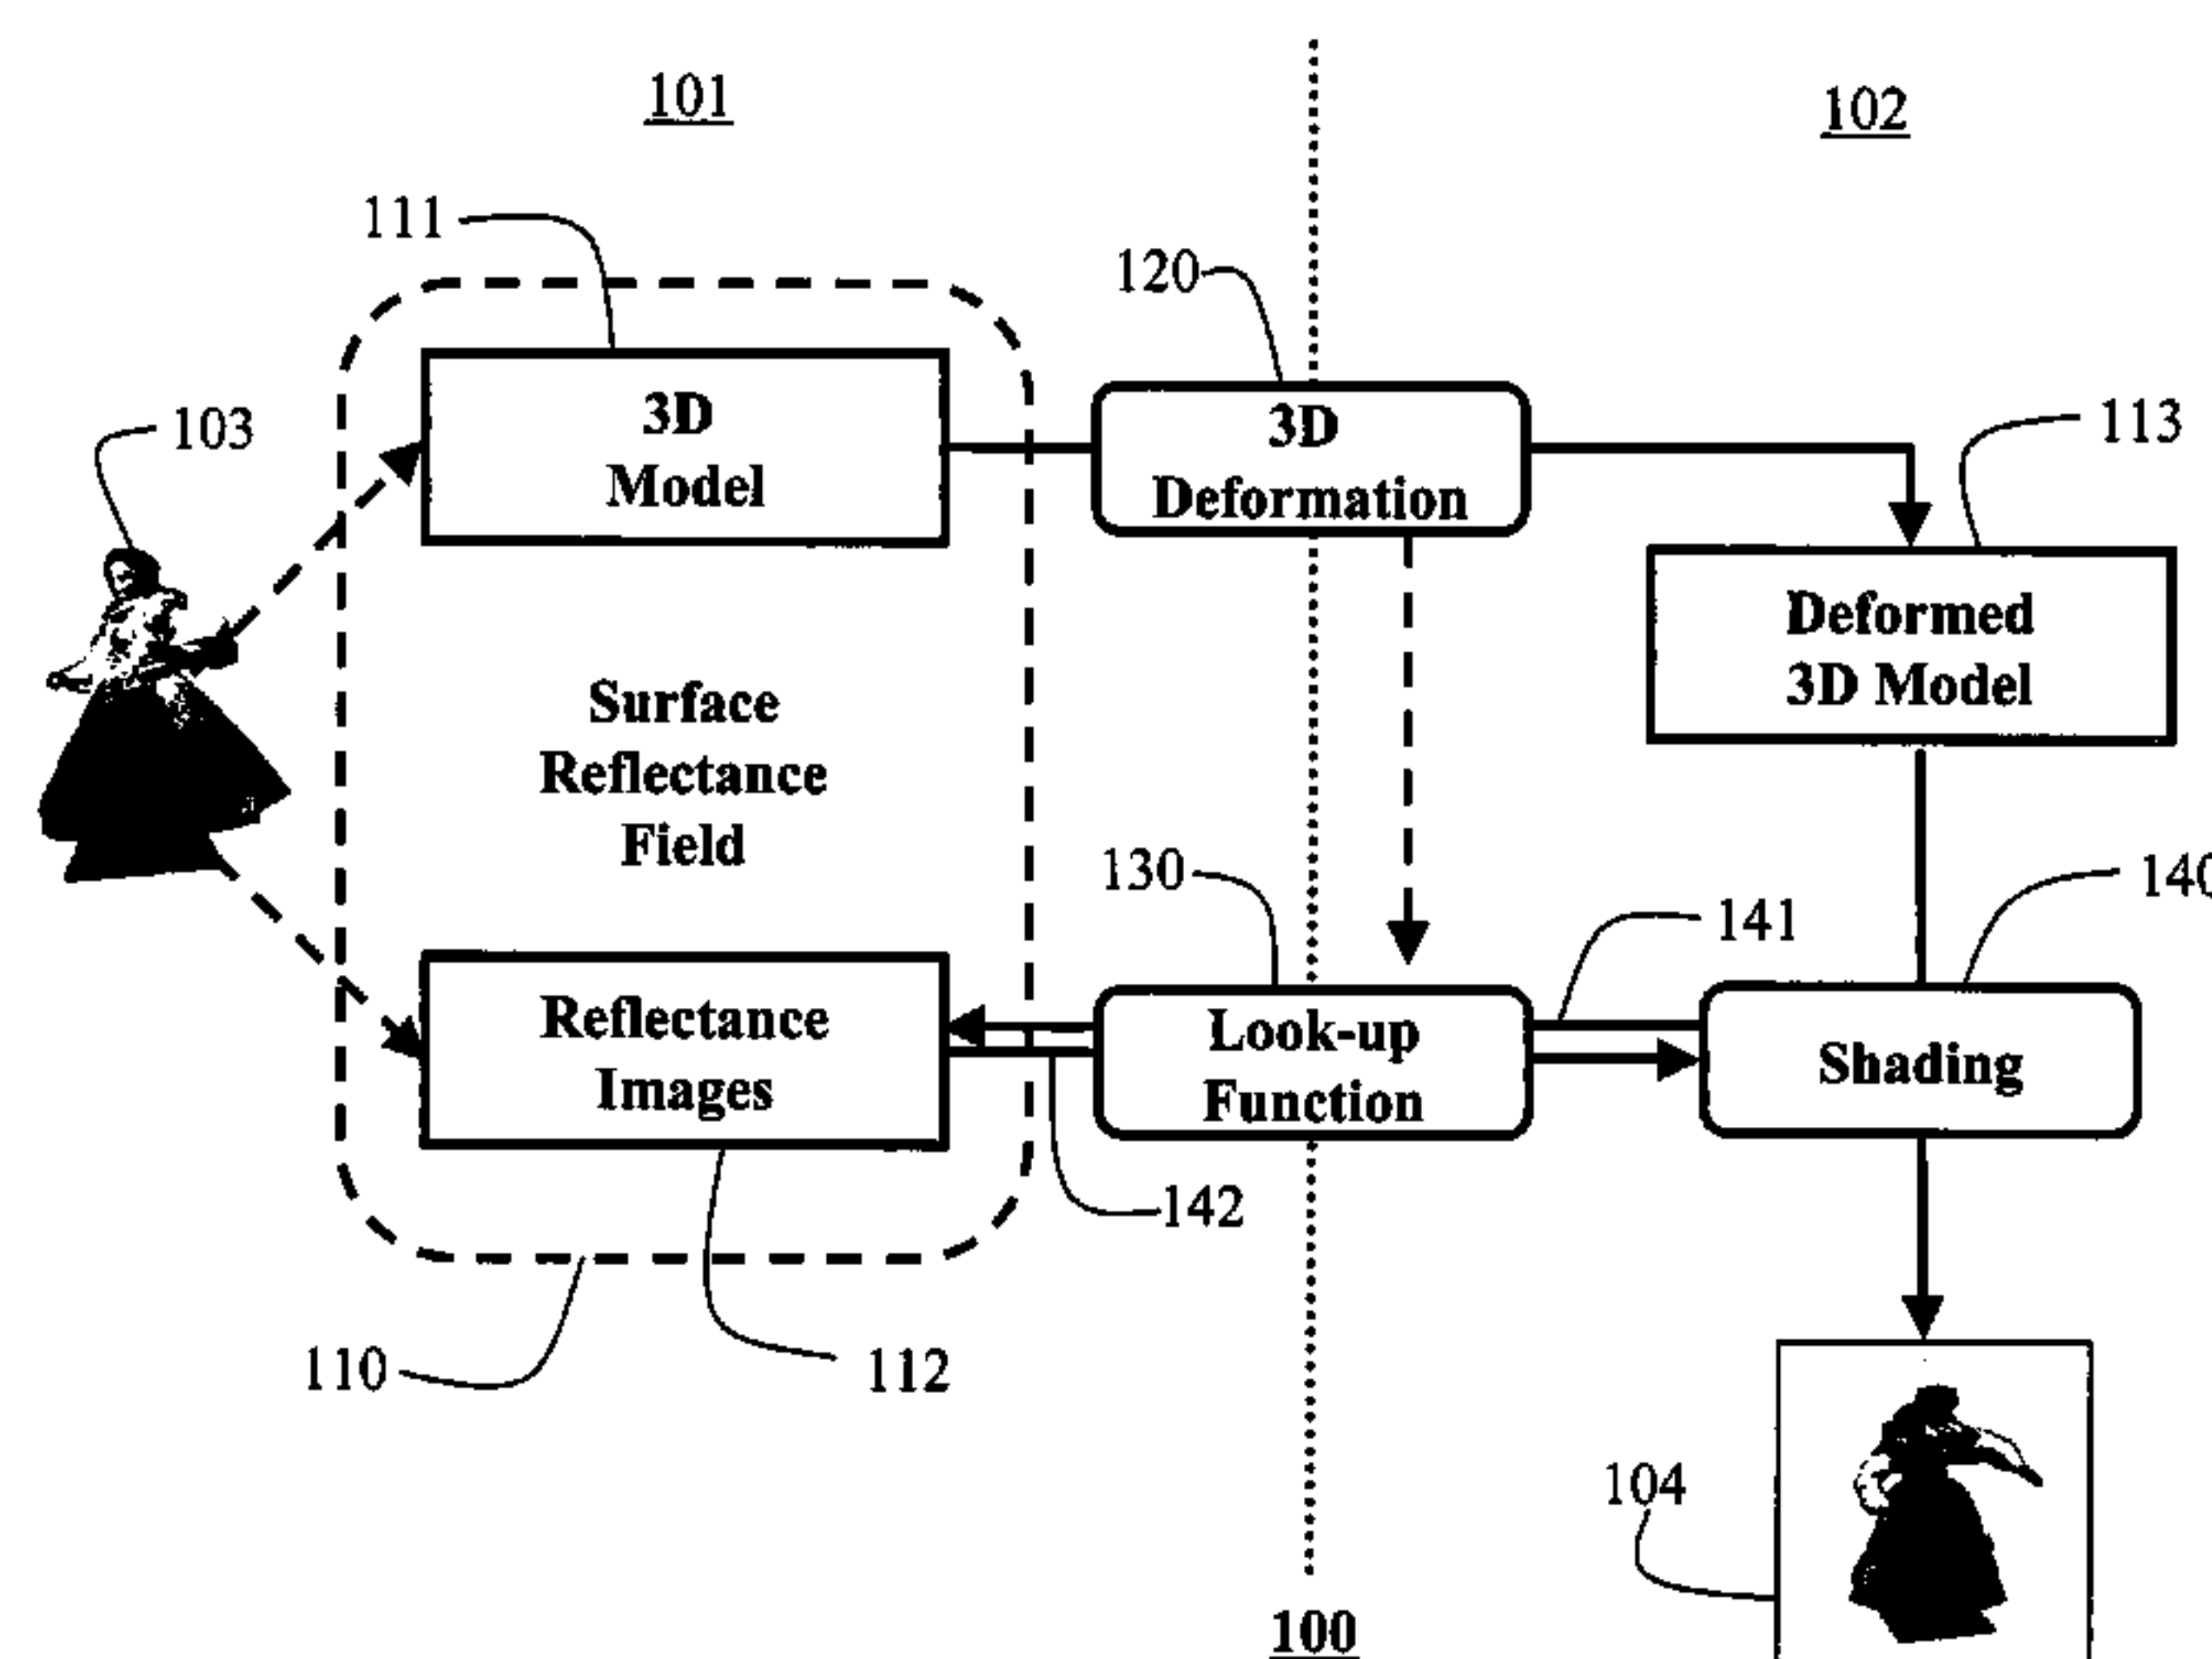 101
102
111
120
3D
Model
3D
Deformation
103
113
Deformed
3D Model
Surface
Reflectance
Field
130
140
141
Reflectance
Images
Look-up
Function
Shading
142
110
112
104
100